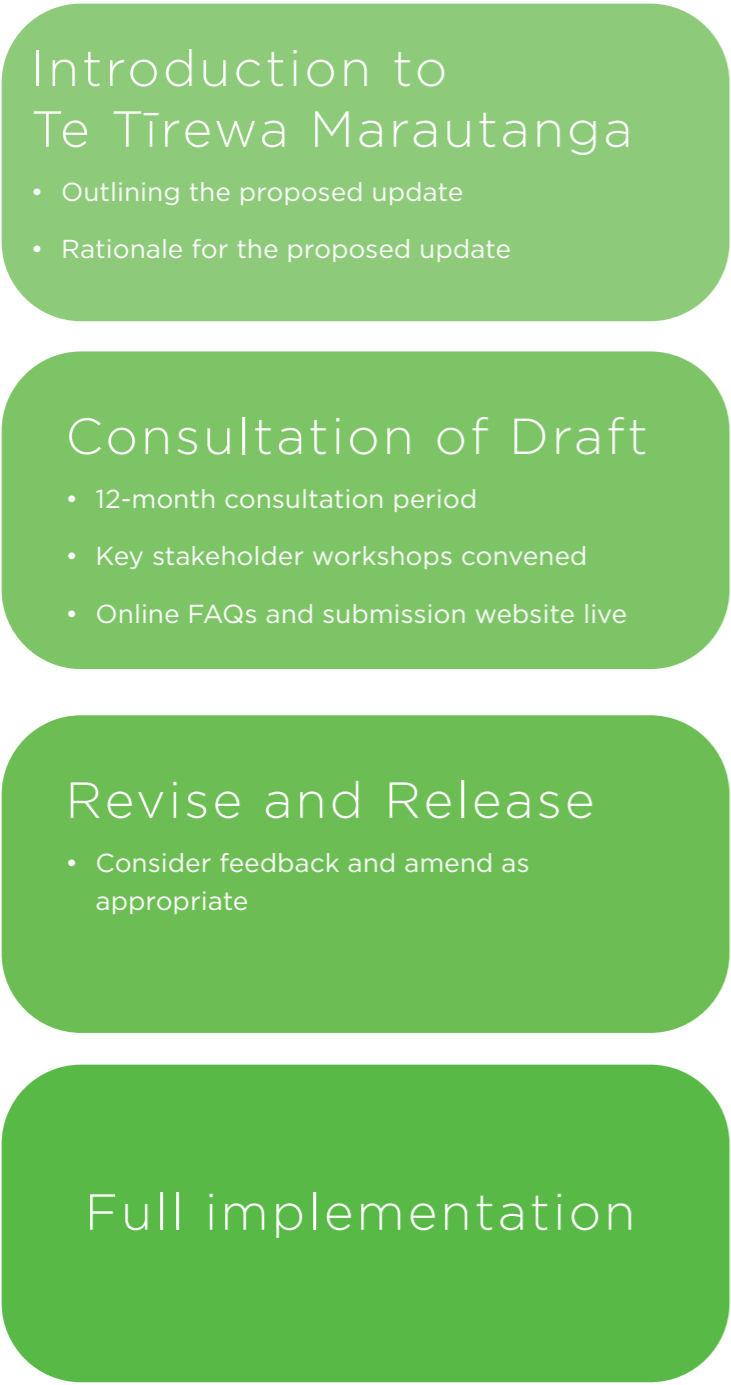 Introduction to
Te Tīrewa Marautanga
• Outlining the proposed update
• Rationale for the proposed update
Consultation of Draft
• 12-month consultation period
• Key stakeholder workshops convened
• Online FAQs and submission website live
Revise and Release
• Consider feedback and amend as
appropriate
Full implementation